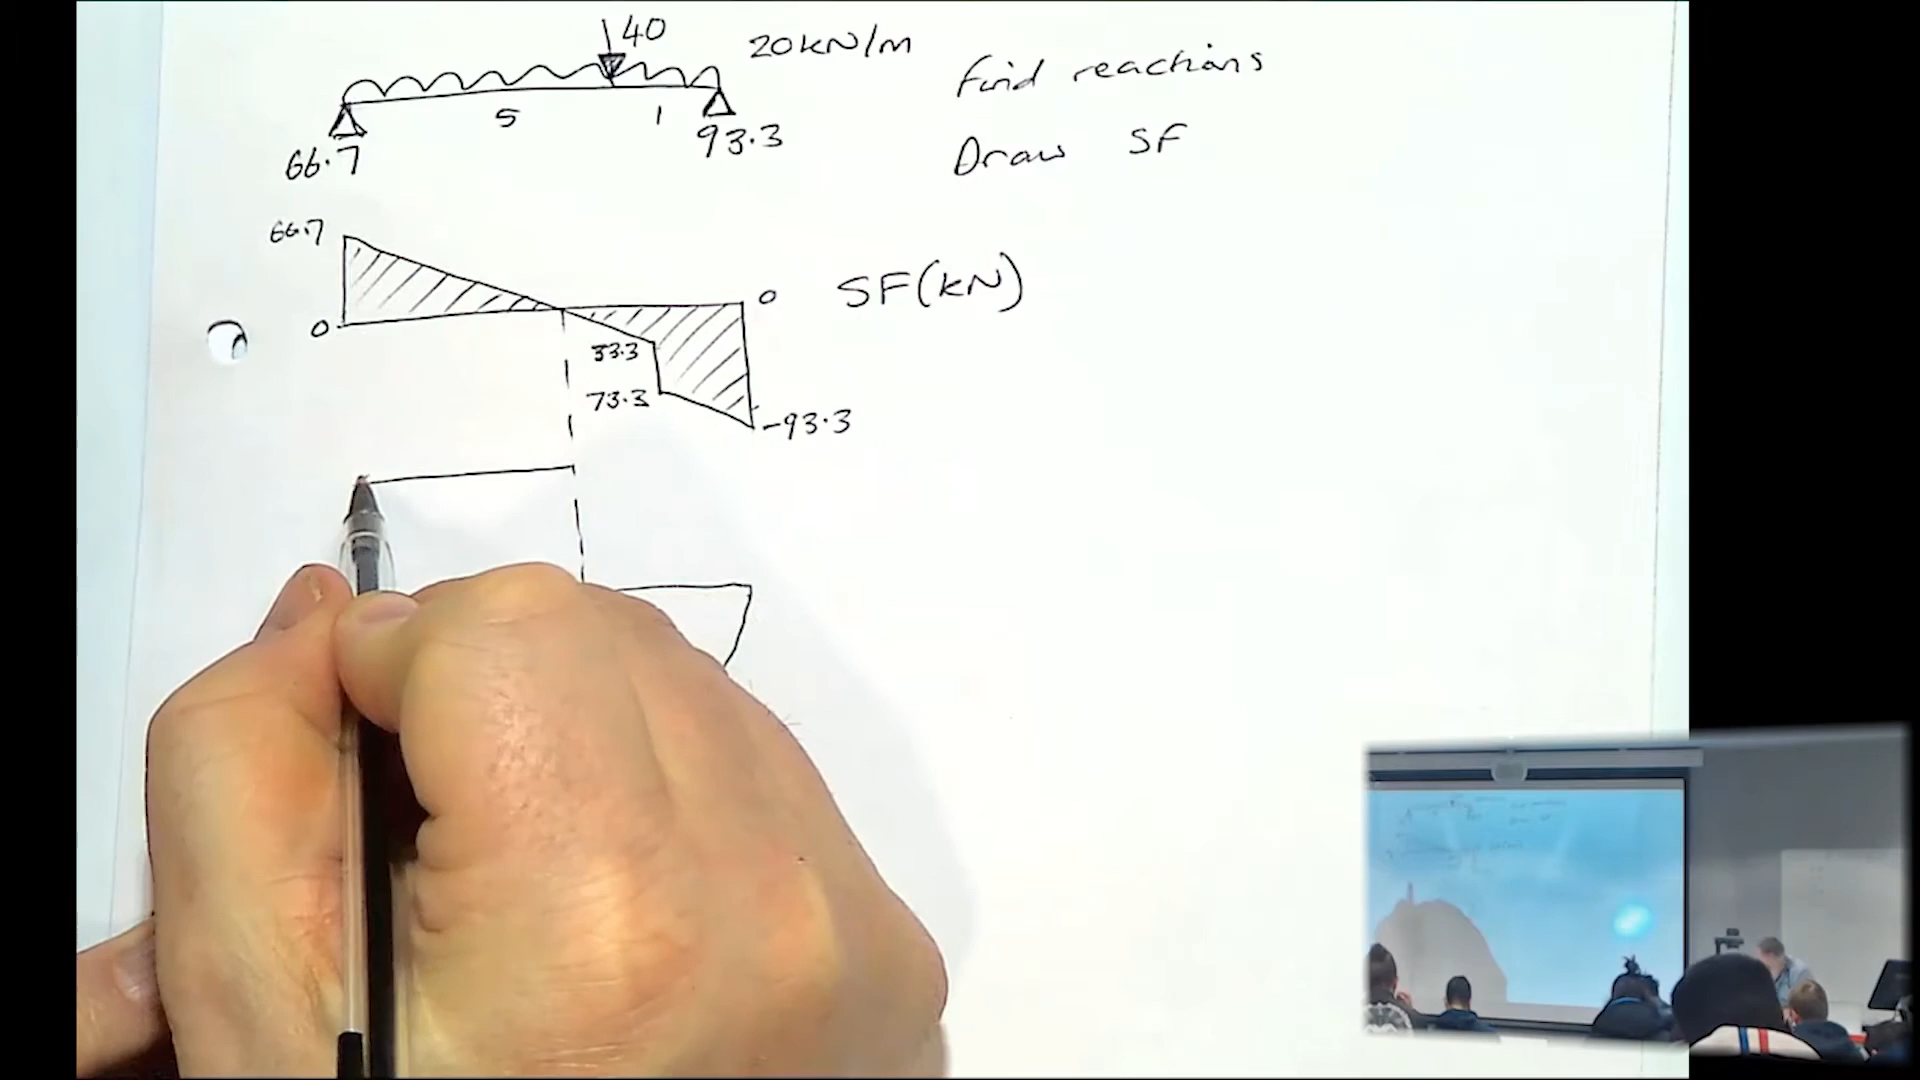 40
20kN/m
5
1
66.7
93.3
Find reactions
Draw SF
66.7
0
0
SF(kN)
33.3
73.3
-93.3